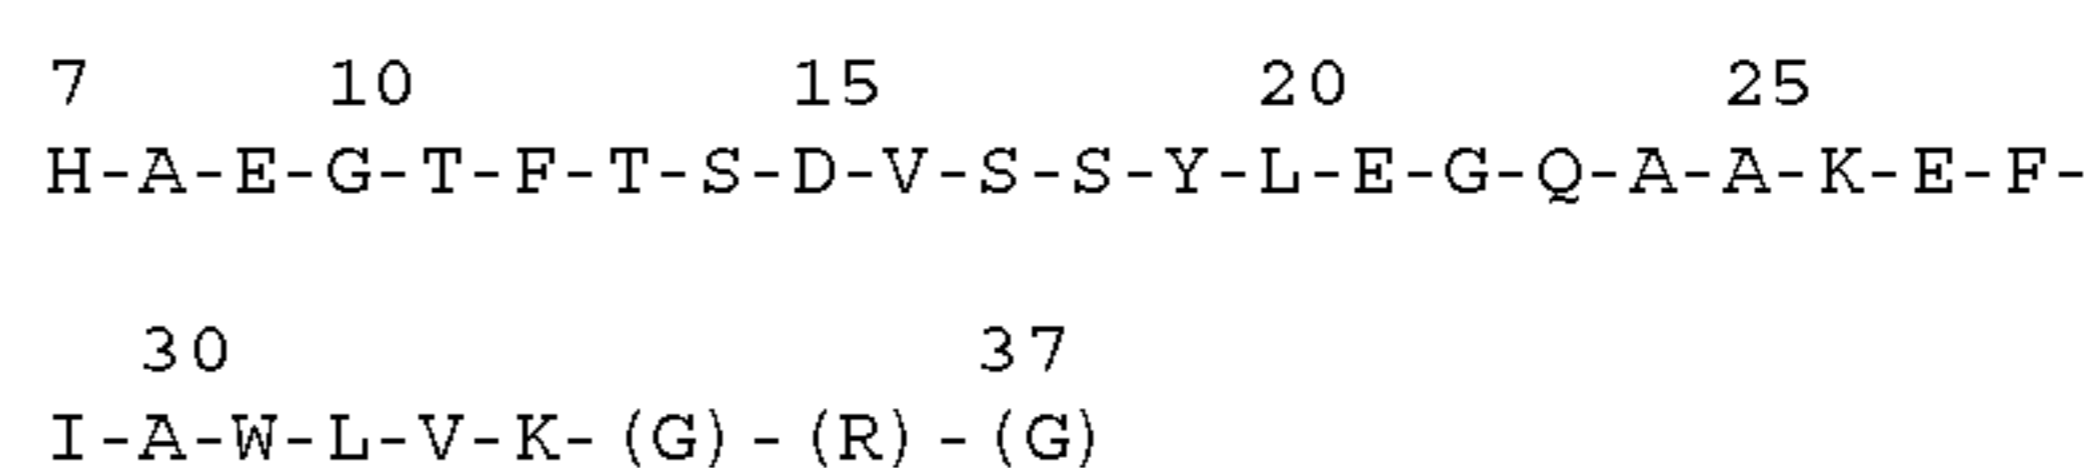 7 10 15 20 25
H-A-E-G-T-F-T-S-D-V-S-S-Y-L-E-G-Q-A-A-K-E-F-
30 37
I-A-W-L-V-K-(G)-(R)-(G)